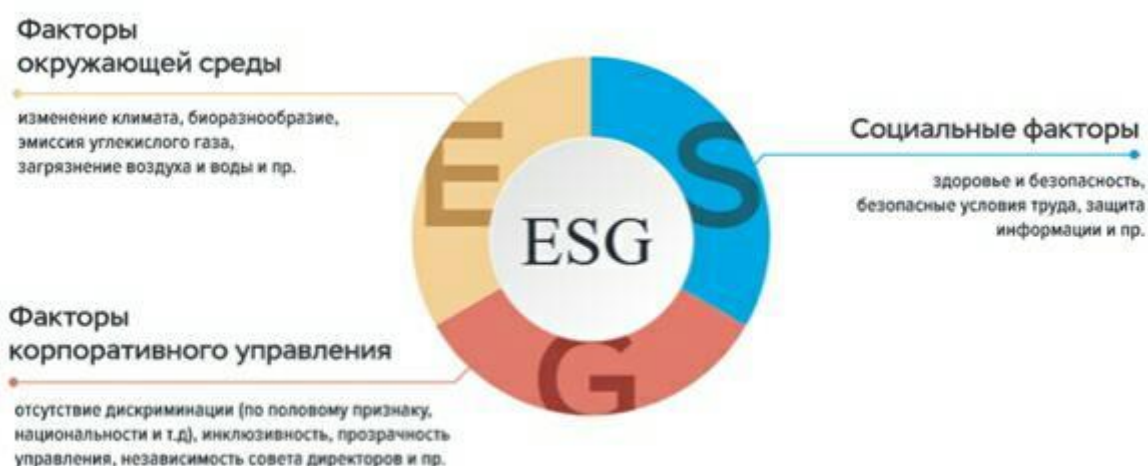 Факторы
окружающей среды
изменение климата, биоразнообразие,
эмиссия углекислого газа,
загрязнение воздуха и воды и пр.
E
S
G
ESG
Социальные факторы
здоровье и безопасность,
безопасные условия труда, защита
информации и пр.
Факторы
корпоративного управления
отсутствие дискриминации (по половому признаку,
национальности и т.д), инклюзивность, прозрачность
управления, независимость совета директоров и пр.